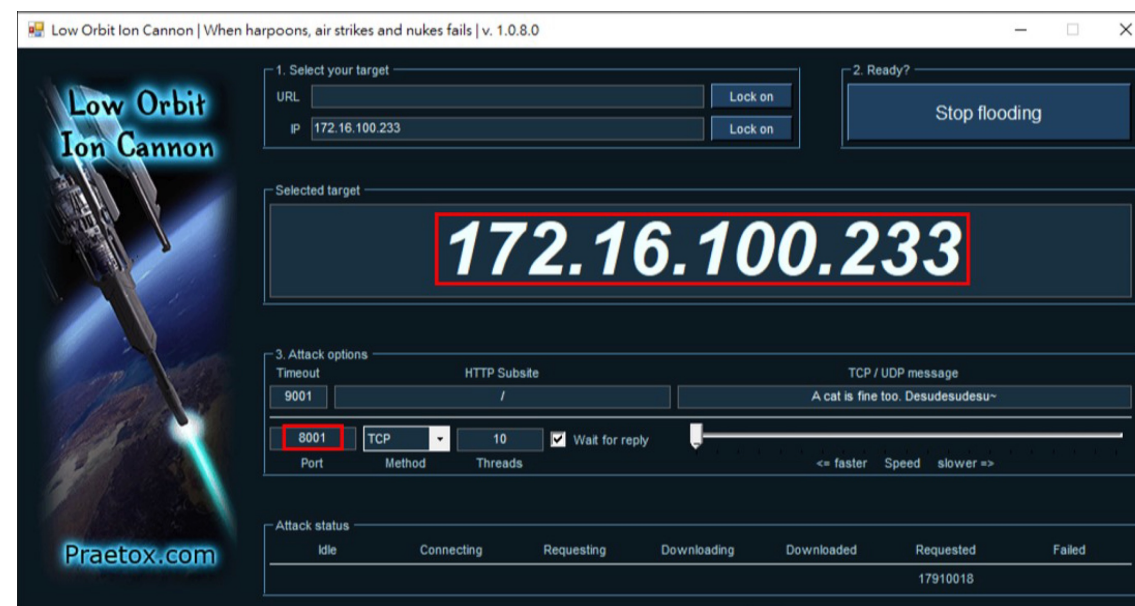 Low Orbit Ion Cannon | When harpoons, air strikes and nukes fails | v. 1.0.8.0
Low Orbit
Ion Cannon
Praetox.com
1. Select your target
URL Lock on
IP 172.16.100.233 Lock on
2. Ready?
Stop flooding
Selected target
172.16.100.233
3. Attack options
Timeout HTTP Subsite TCP / UDP message
9001 / A cat is fine too. Desudesudesu~
8001 TCP 10 Wait for reply
Port Method Threads <= faster Speed slower =>
Attack status
Idle Connecting Requesting Downloading Downloaded Requested Failed
17910018